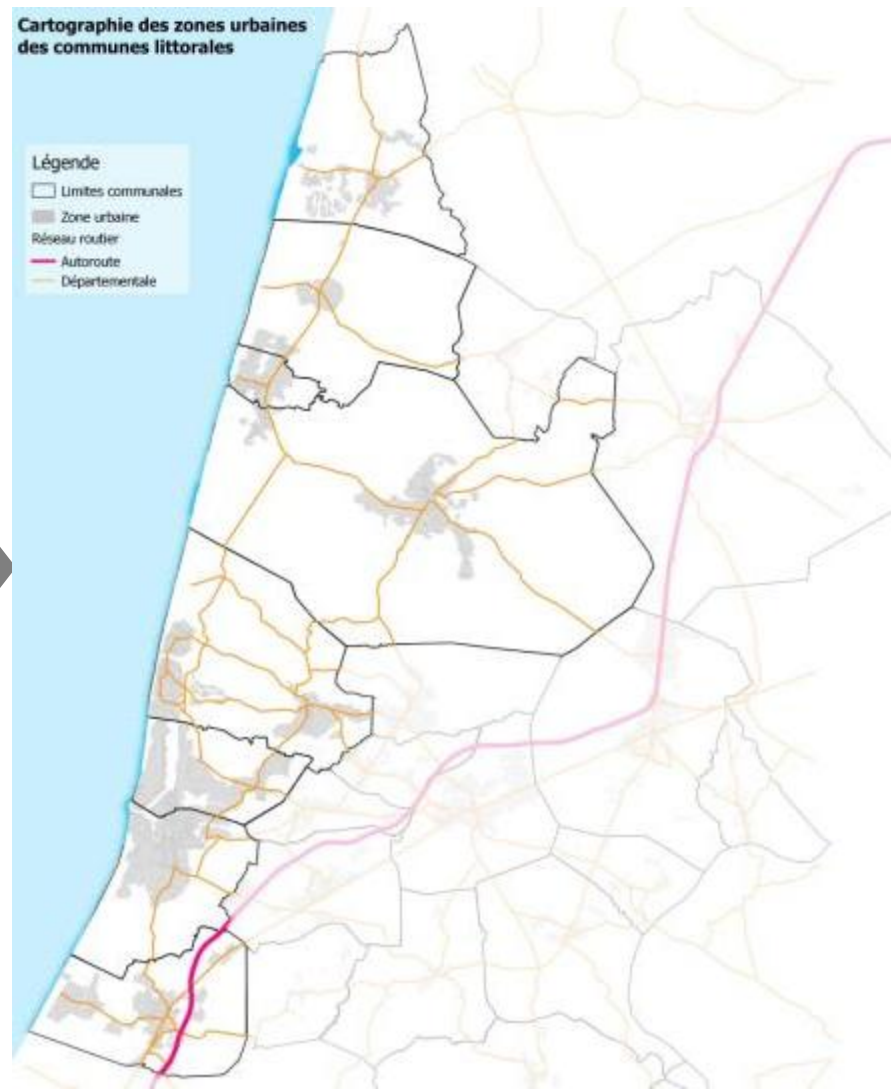 Cartographie des zones urbaines
des communes littorales
Légende
Limites communales
Zone urbaine
Réseau routier
Autoroute
Départementale